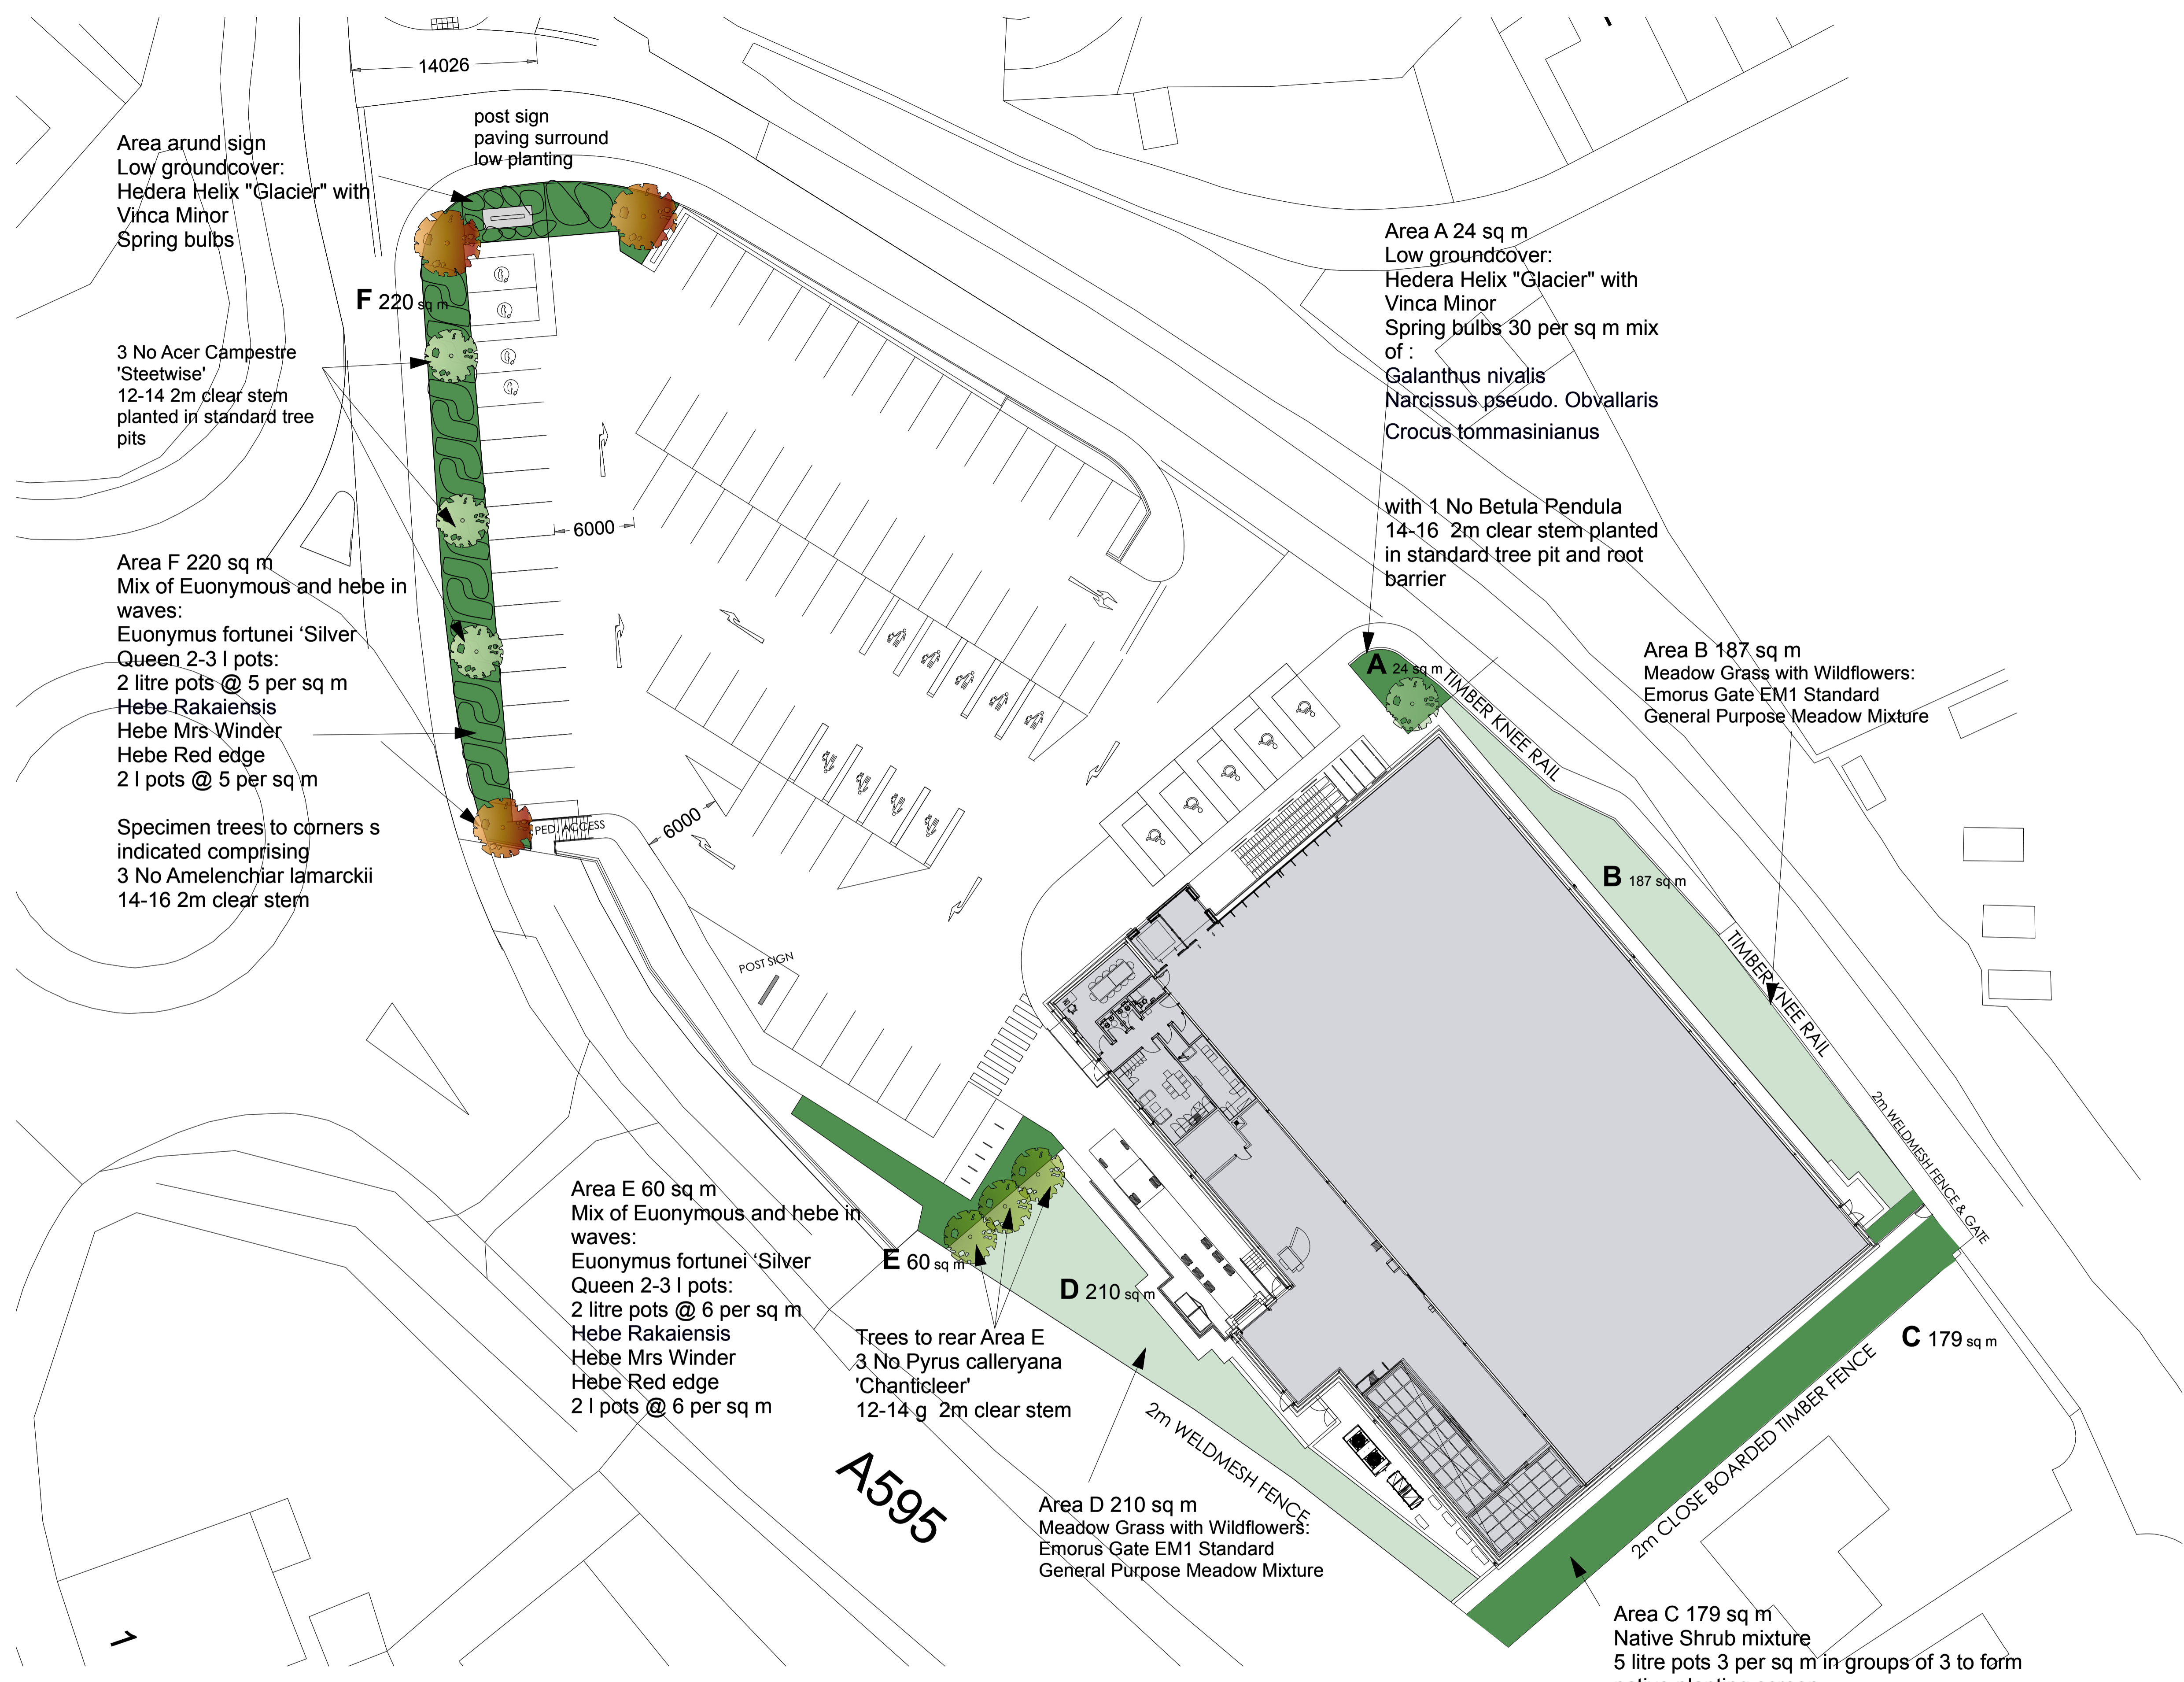 14026
post sign
paving surround
low planting
Area arund sign
Low groundcover:
Hedera Helix "Glacier" with
Vinca Minor
Spring bulbs
F 220 sq m
3 No Acer Campestre
'Steetwise'
12-14 2m clear stem
planted in standard tree
pits
6000
Area F 220 sq m
Mix of Euonymous and hebe in
waves:
Euonymus fortunei ‘Silver
Queen 2-3 l pots:
2 litre pots @ 5 per sq m
Hebe Rakaiensis
Hebe Mrs Winder
Hebe Red edge
2 l pots @ 5 per sq m
Specimen trees to corners s
indicated comprising
3 No Amelenchiar lamarckii
14-16 2m clear stem
PED. ACCESS
6000
POST SIGN
Area A 24 sq m
Low groundcover:
Hedera Helix "Glacier" with
Vinca Minor
Spring bulbs 30 per sq m mix
of :
Galanthus nivalis
Narcissus pseudo. Obvallaris
Crocus tommasinianus
with 1 No Betula Pendula
14-16 2m clear stem planted
in standard tree pit and root
barrier
A 24 sq m
TIMBER KNEE RAIL
Area B 187 sq m
Meadow Grass with Wildflowers:
Emorus Gate EM1 Standard
General Purpose Meadow Mixture
B 187 sq m
TIMBER KNEE RAIL
2m WELDMESH FENCE & GATE
Area E 60 sq m
Mix of Euonymous and hebe in
waves:
Euonymus fortunei ‘Silver
Queen 2-3 l pots:
2 litre pots @ 6 per sq m
Hebe Rakaiensis
Hebe Mrs Winder
Hebe Red edge
2 l pots @ 6 per sq m
E 60 sq m
D 210 sq m
Trees to rear Area E
3 No Pyrus calleryana
'Chanticleer'
12-14 g 2m clear stem
A595
2m WELDMESH FENCE
Area D 210 sq m
Meadow Grass with Wildflowers:
Emorus Gate EM1 Standard
General Purpose Meadow Mixture
C 179 sq m
2m CLOSE BOARDED TIMBER FENCE
Area C 179 sq m
Native Shrub mixture
5 litre pots 3 per sq m in groups of 3 to form
1